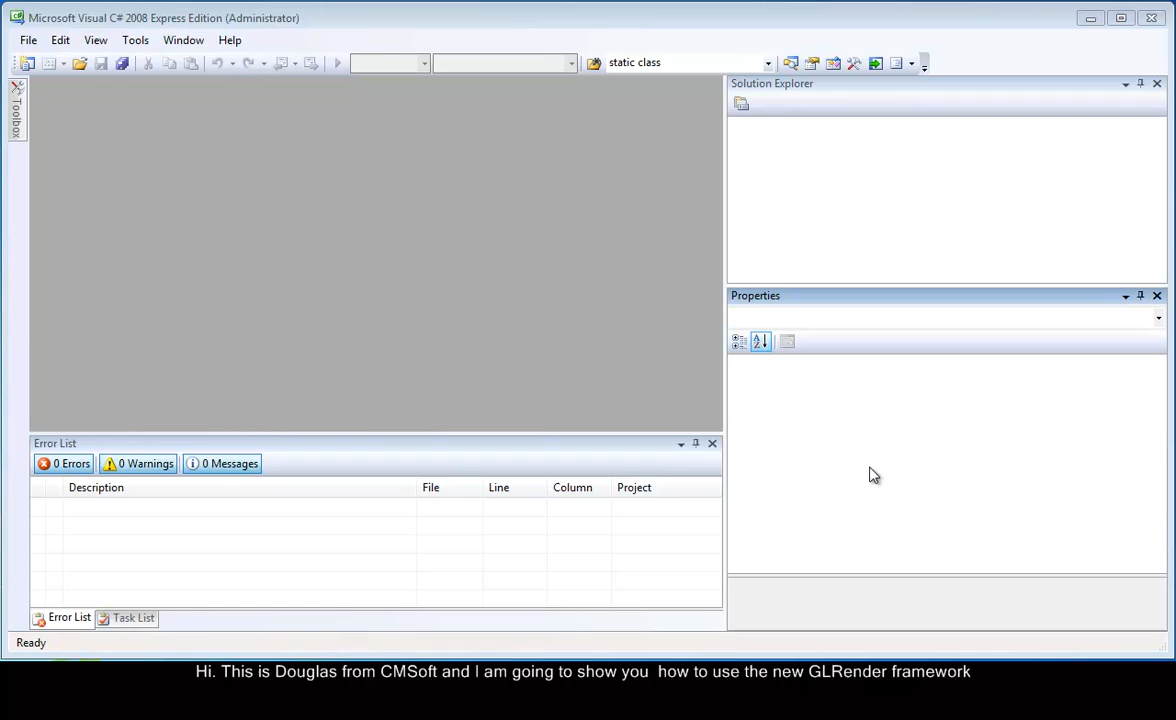 Microsoft Visual C# 2008 Express Edition (Administrator)
File Edit View Tools Window Help
static class
Toolbox
Solution Explorer
Properties
Error List
0 Errors 0 Warnings 0 Messages
Description File Line Column Project
Error List Task List
Ready
Hi. This is Douglas from CMSoft and I am going to show you how to use the new GLRender framework